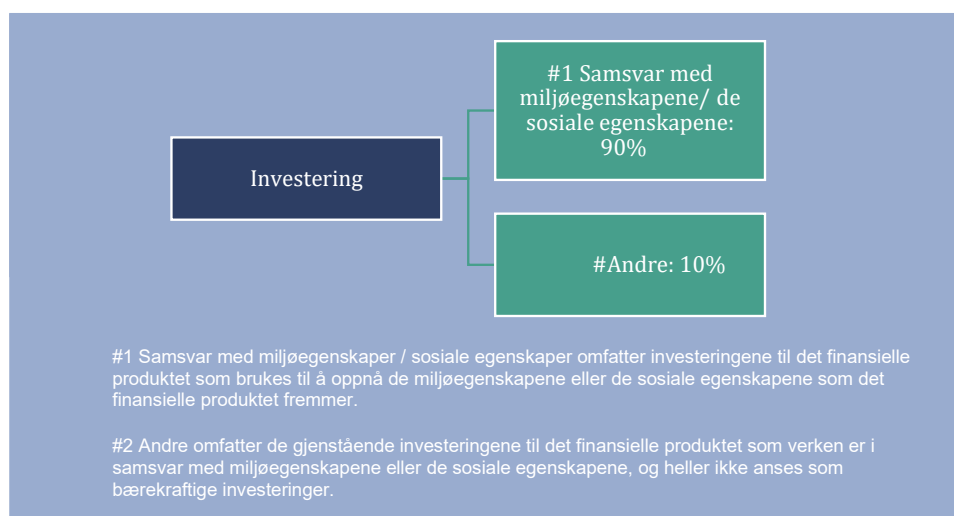 #1 Samsvar med
miljøegenskapene/ de
sosiale egenskapene:
90%
Investering
#Andre: 10%
#1 Samsvar med miljøegenskaper / sosiale egenskaper omfatter investeringene til det finansielle
produktet som brukes til å oppnå de miljøegenskapene eller de sosiale egenskapene som det
finansielle produktet fremmer.
#2 Andre omfatter de gjenstående investeringene til det finansielle produktet som verken er i
samsvar med miljøegenskapene eller de sosiale egenskapene, og heller ikke anses som
bærekraftige investeringer.